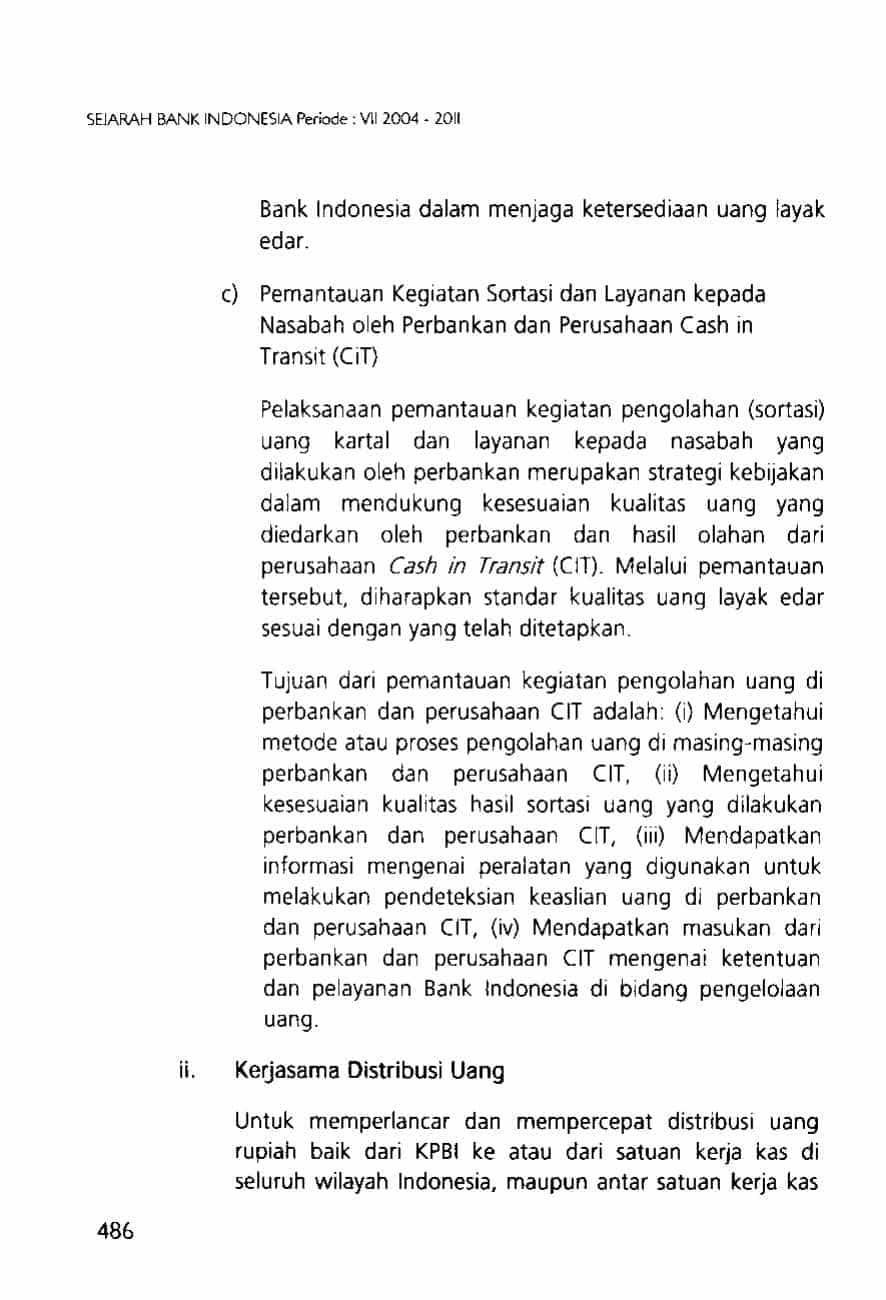 SEJARAH BANK INDONESIA Periode : VII 2004 - 2011
Bank Indonesia dalam menjaga ketersediaan uang layak
edar.
c) Pemantauan Kegiatan Sortasi dan Layanan kepada
Nasabah oleh Perbankan dan Perusahaan Cash in
Transit (CiT)
Pelaksanaan pemantauan kegiatan pengolahan (sortasi)
uang kartal dan layanan kepada nasabah yang
dilakukan oleh perbankan merupakan strategi kebijakan
dalam mendukung kesesuaian kualitas uang yang
diedarkan oleh perbankan dan hasil olahan dari
perusahaan Cash in Transit (CIT). Melalui pemantauan
tersebut, diharapkan standar kualitas uang layak edar
sesuai dengan yang telah ditetapkan.
Tujuan dari pemantauan kegiatan pengolahan uang di
perbankan dan perusahaan CIT adalah: (i) Mengetahui
metode atau proses pengolahan uang di masing-masing
perbankan dan perusahaan CIT, (ii) Mengetahui
kesesuaian kualitas hasil sortasi uang yang dilakukan
perbankan dan perusahaan CIT, (iii) Mendapatkan
informasi mengenai peralatan yang digunakan untuk
melakukan pendeteksian keaslian uang di perbankan
dan perusahaan CIT, (iv) Mendapatkan masukan dari
perbankan dan perusahaan CIT mengenai ketentuan
dan pelayanan Bank Indonesia di bidang pengelolaan
uang.
ii. Kerjasama Distribusi Uang
Untuk memperlancar dan mempercepat distribusi uang
rupiah baik dari KPBI ke atau dari satuan kerja kas di
seluruh wilayah Indonesia, maupun antar satuan kerja kas
486